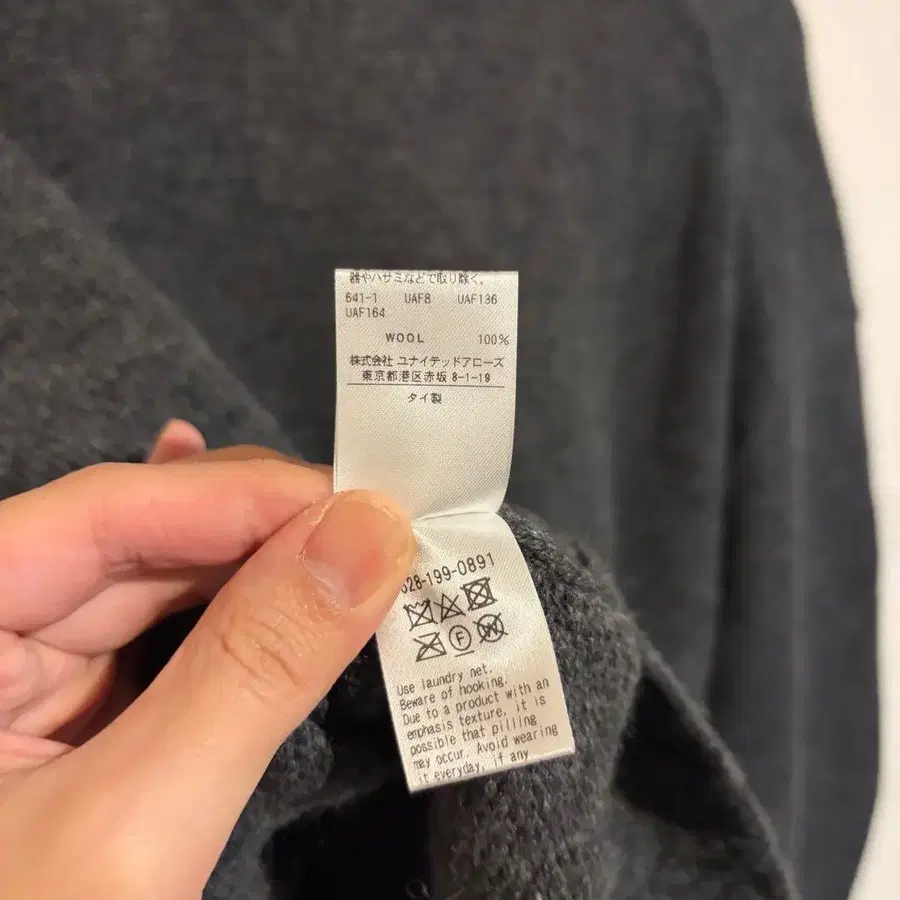 器やハサミなどで取り除く。
641-1 UAF8 UAF136
UAF164
WOOL 100%
株式会社 ユナイテッドアローズ
東京都港区赤坂 8-1-19
タイ製
628-199-0891
F W
Use laundry net.
Beware of hooking.
Due to a product with an
emphasis texture, it is
possible that pilling
may occur. Avoid wearing
it everyday, if any